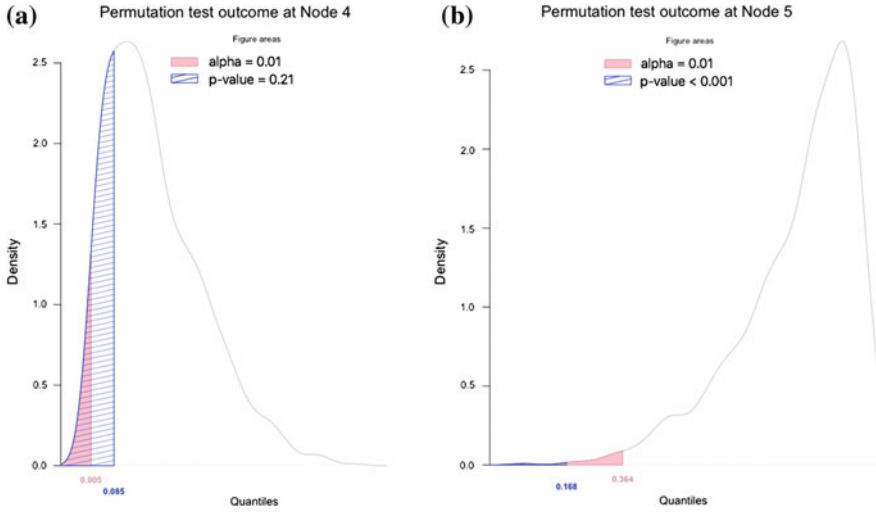 (a)
Permutation test outcome at Node 4
Figure areas
alpha = 0.01
p-value = 0.21
2.5
2.0
1.5
1.0
0.5
0.0
Density
0.005
0.085
Quantiles
(b)
Permutation test outcome at Node 5
Figure areas
alpha = 0.01
p-value < 0.001
2.5
2.0
1.5
1.0
0.5
0.0
Density
0.168
0.364
Quantiles